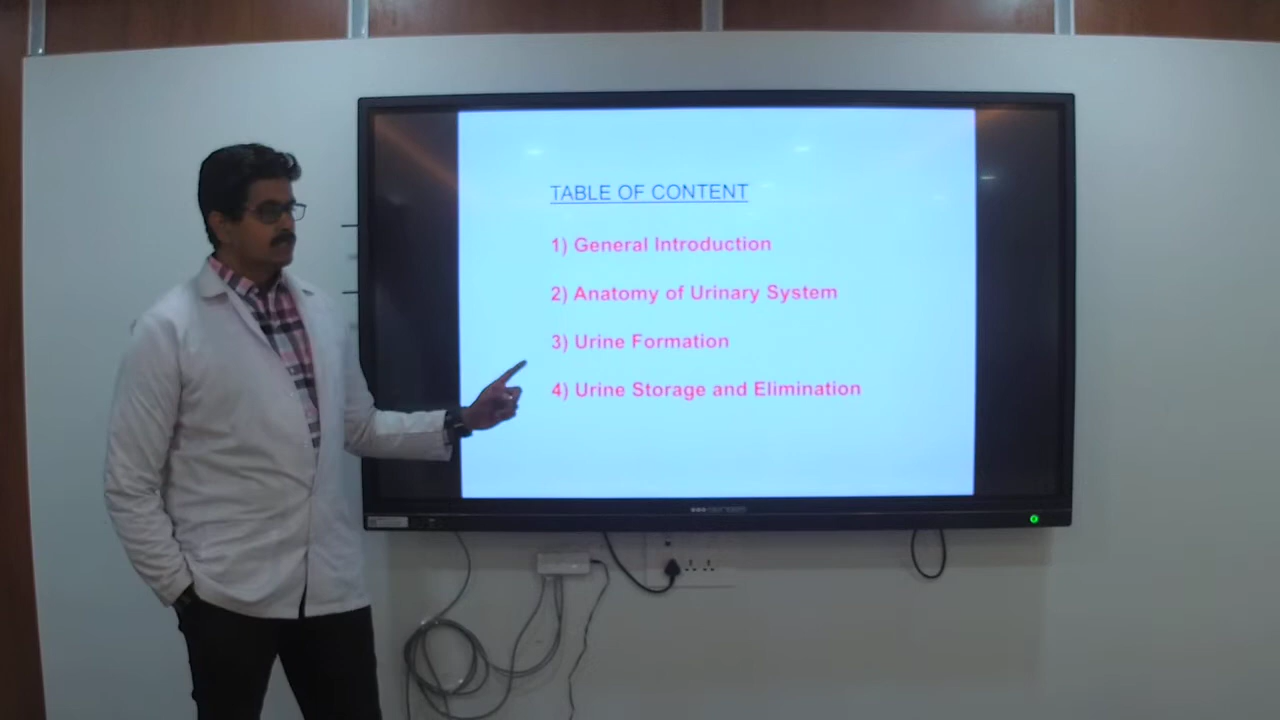 TABLE OF CONTENT
1) General Introduction
2) Anatomy of Urinary System
3) Urine Formation
4) Urine Storage and Elimination